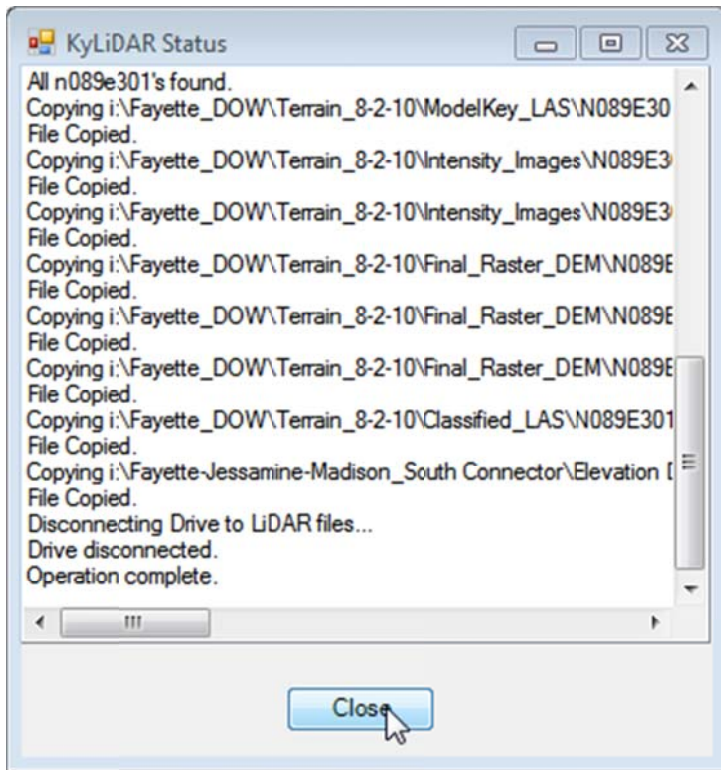 KyLiDAR Status
All n089e301's found.
Copying i:\Fayette_DOW\Terrain_8-2-10\ModelKey_LAS\N089E30
File Copied.
Copying i:\Fayette_DOW\Terrain_8-2-10\Intensity_Images\N089E3
File Copied.
Copying i:\Fayette_DOW\Terrain_8-2-10\Intensity_Images\N089E3
File Copied.
Copying i:\Fayette_DOW\Terrain_8-2-10\Final_Raster_DEM\N089E
File Copied.
Copying i:\Fayette_DOW\Terrain_8-2-10\Final_Raster_DEM\N089E
File Copied.
Copying i:\Fayette_DOW\Terrain_8-2-10\Final_Raster_DEM\N089E
File Copied.
Copying i:\Fayette_DOW\Terrain_8-2-10\Classified_LAS\N089E301
File Copied.
Copying i:\Fayette-Jessamine-Madison_South Connector\Elevation
File Copied.
Disconnecting Drive to LiDAR files...
Drive disconnected.
Operation complete.
Close